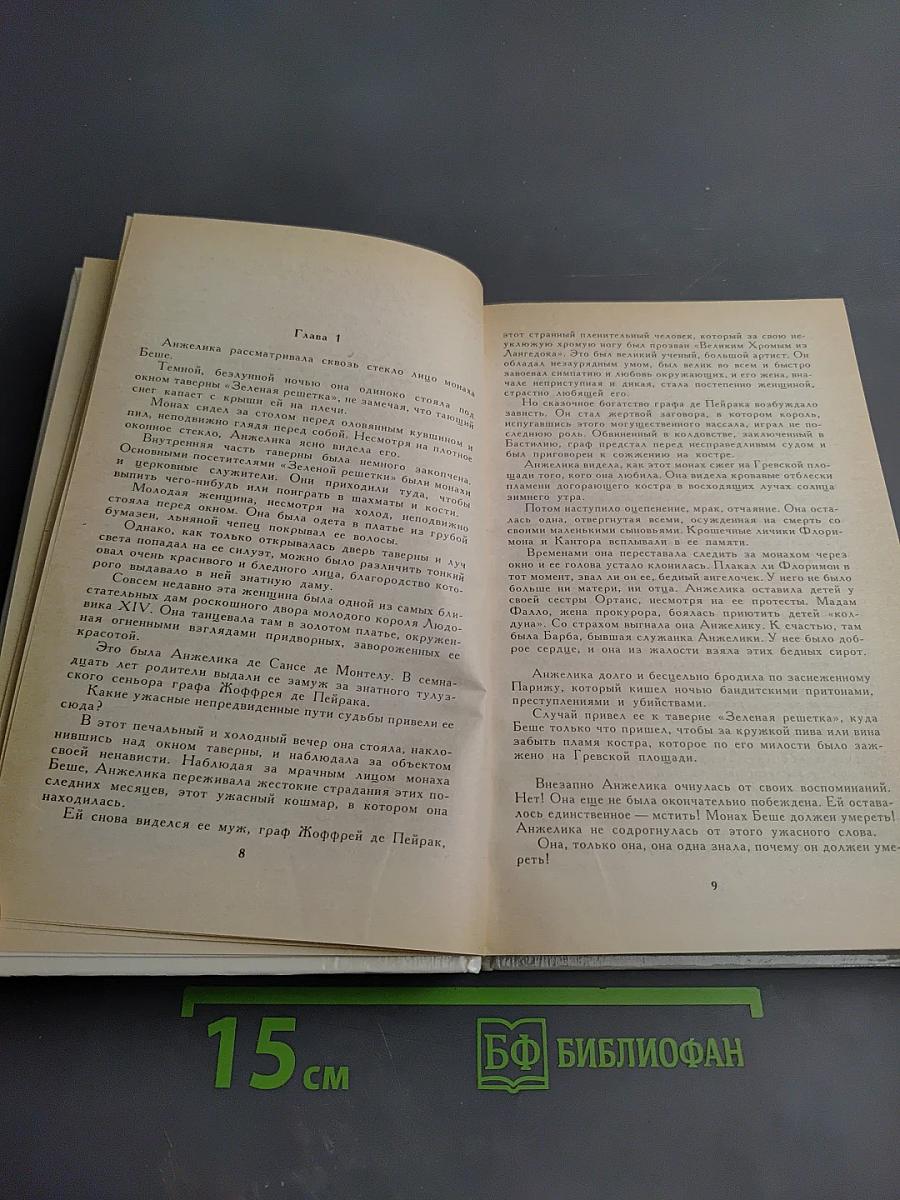 Глава 1
Анжелика рассматривала сквозь стекло лицо монаха
Беше.
Темной, безлунной ночью она одиноко стояла под
окном таверны «Зеленая решетка», не замечая, что тающий
снег капает с крыши ей на плечи.
Монах сидел за столом перед оловянным кувшином и
пил, неподвижно глядя перед собой. Несмотря на плотное
оконное стекло, Анжелика ясно видела его.
Внутренняя часть таверны была немного закопчена.
Основными посетителями «Зеленой решетки» были монахи
и церковные служители. Они приходили туда, чтобы
выпить чего-нибудь или поиграть в шахматы и кости.
Молодая женщина, несмотря на холод, неподвижно
стояла перед окном. Она была одета в платье из грубой
бумазеи, льняной чепец покрывал ее волосы.
Однако, как только открывалась дверь таверны и луч
света попадал на ее силуэт, можно было различить тонкий
овал очень красивого и бледного лица, благородство кото-
рого выдавало в ней знатную даму.
Совсем недавно эта женщина была одной из самых бли-
стательных дам роскошного двора молодого короля Людо-
вика XIV. Она танцевала там в золотом платье, окружен-
ная огненными взглядами придворных, завороженных ее
красотой.
Это была Анжелика де Сансе де Монтелу. В семна-
дцать лет родители выдали ее замуж за знатного тулуз-
ского сеньора графа Жоффрея де Пейрака.
Какие ужасные непредвиденные пути судьбы привели ее
сюда?
В этот печальный и холодный вечер она стояла, накло-
нившись над окном таверны, и наблюдала за объектом
своей ненависти. Наблюдая за мрачным лицом монаха
Беше, Анжелика переживала жестокие страдания этих по-
следних месяцев, этот ужасный кошмар, в котором она
находилась.
Ей снова виделся ее муж, граф Жоффрей де Пейрак,
8
этот странный пленительный человек, который за свою не-
уклюжую хромую ногу был прозван «Великим Хромым из
Лангедока». Это был великий ученый, большой артист. Он
обладал незаурядным умом, был велик во всем и быстро
завоевал симпатию и любовь окружающих, и его жена, вна-
чале неприступная и дикая, стала постепенно женщиной,
страстно любящей его.
Но сказочное богатство графа де Пейрака возбуждало
зависть. Он стал жертвой заговора, в котором король,
испугавшись этого могущественного вассала, играл не по-
следнюю роль. Обвиненный в колдовстве, заключенный в
Бастилию, граф предстал перед несправедливым судом и
был приговорен к сожжению на костре.
Анжелика видела, как этот монах сжег на Гревской пло-
щади того, кого она любила. Она видела кровавые отблески
пламени догорающего костра в восходящих лучах солнца
зимнего утра.
Потом наступило оцепенение, мрак, отчаяние. Она оста-
лась одна, отвергнутая всеми, осужденная на смерть со
своими маленькими сыновьями. Крошечные личики Флори-
мона и Кантора всплывали в ее памяти.
Временами она переставала следить за монахом через
окно и ее голова устало клонилась. Плакал ли Флоримон в
тот момент, звал ли он ее, бедный ангелочек. У него не было
больше ни матери, ни отца. Анжелика оставила детей у
своей сестры Ортанс, несмотря на ее протесты. Мадам
Фалло, жена прокурора, боялась приютить детей «кол-
дуна». Со страхом выгнала она Анжелику. К счастью, там
была Барба, бывшая служанка Анжелики. У нее было доб-
рое сердце, и она из жалости взяла этих бедных сирот.
Анжелика долго и бесцельно бродила по заснеженному
Парижу, который кишел ночью бандитскими притонами,
преступлениями и убийствами.
Случай привел ее к таверне «Зеленая решетка», куда
Беше только что пришел, чтобы за кружкой пива или вина
забыть пламя костра, которое по его милости было заж-
жено на Гревской площади.
Внезапно Анжелика очнулась от своих воспоминаний.
Нет! Она еще не была окончательно побеждена. Ей остава-
лось единственное — мстить! Монах Беше должен умереть!
Анжелика не содрогнулась от этого ужасного слова.
Она, только она, она одна знала, почему он должен уме-
реть!
9
15 см
БФ БИБЛИОФАН